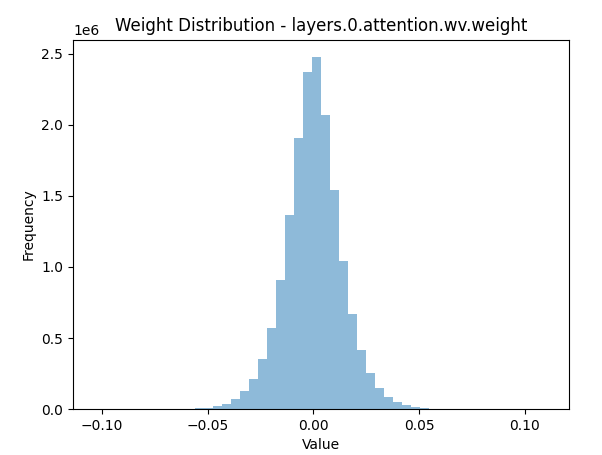 Weight Distribution - layers.0.attention.wv.weight
1e6
2.5
2.0
1.5
1.0
0.5
0.0
Frequency
−0.10 −0.05 0.00 0.05 0.10
Value